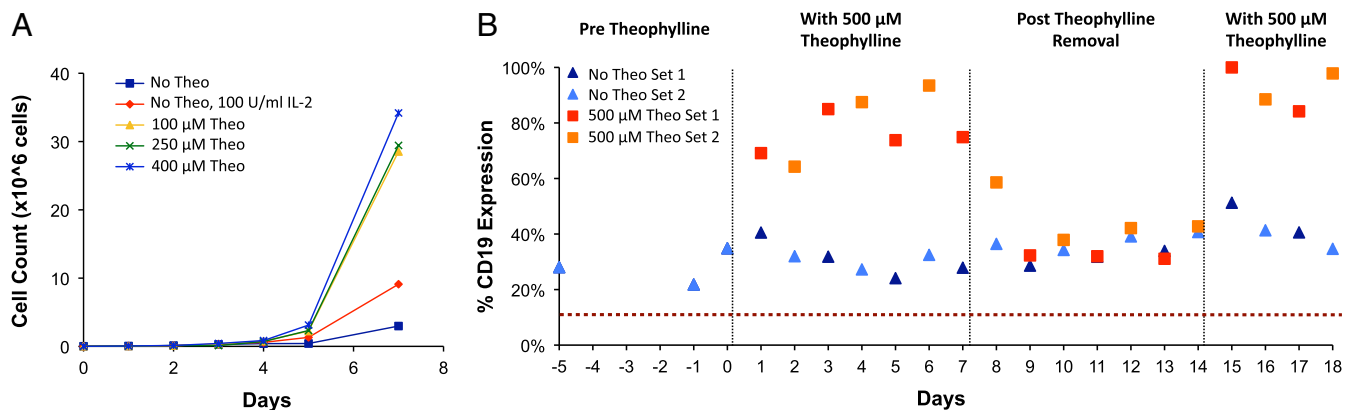 A
Cell Count (x10^6 cells)
40
30
20
10
0
0
2
4
6
8
Days
No Theo
No Theo, 100 U/ml IL-2
100 μM Theo
250 μM Theo
400 μM Theo
B
Pre Theophylline
With 500 μM
Theophylline
Post Theophylline
Removal
With 500 μM
Theophylline
% CD19 Expression
100%
80%
60%
40%
20%
0%
No Theo Set 1
No Theo Set 2
500 μM Theo Set 1
500 μM Theo Set 2
-5 -4 -3 -2 -1 0 1 2 3 4 5 6 7 8 9 10 11 12 13 14 15 16 17 18
Days